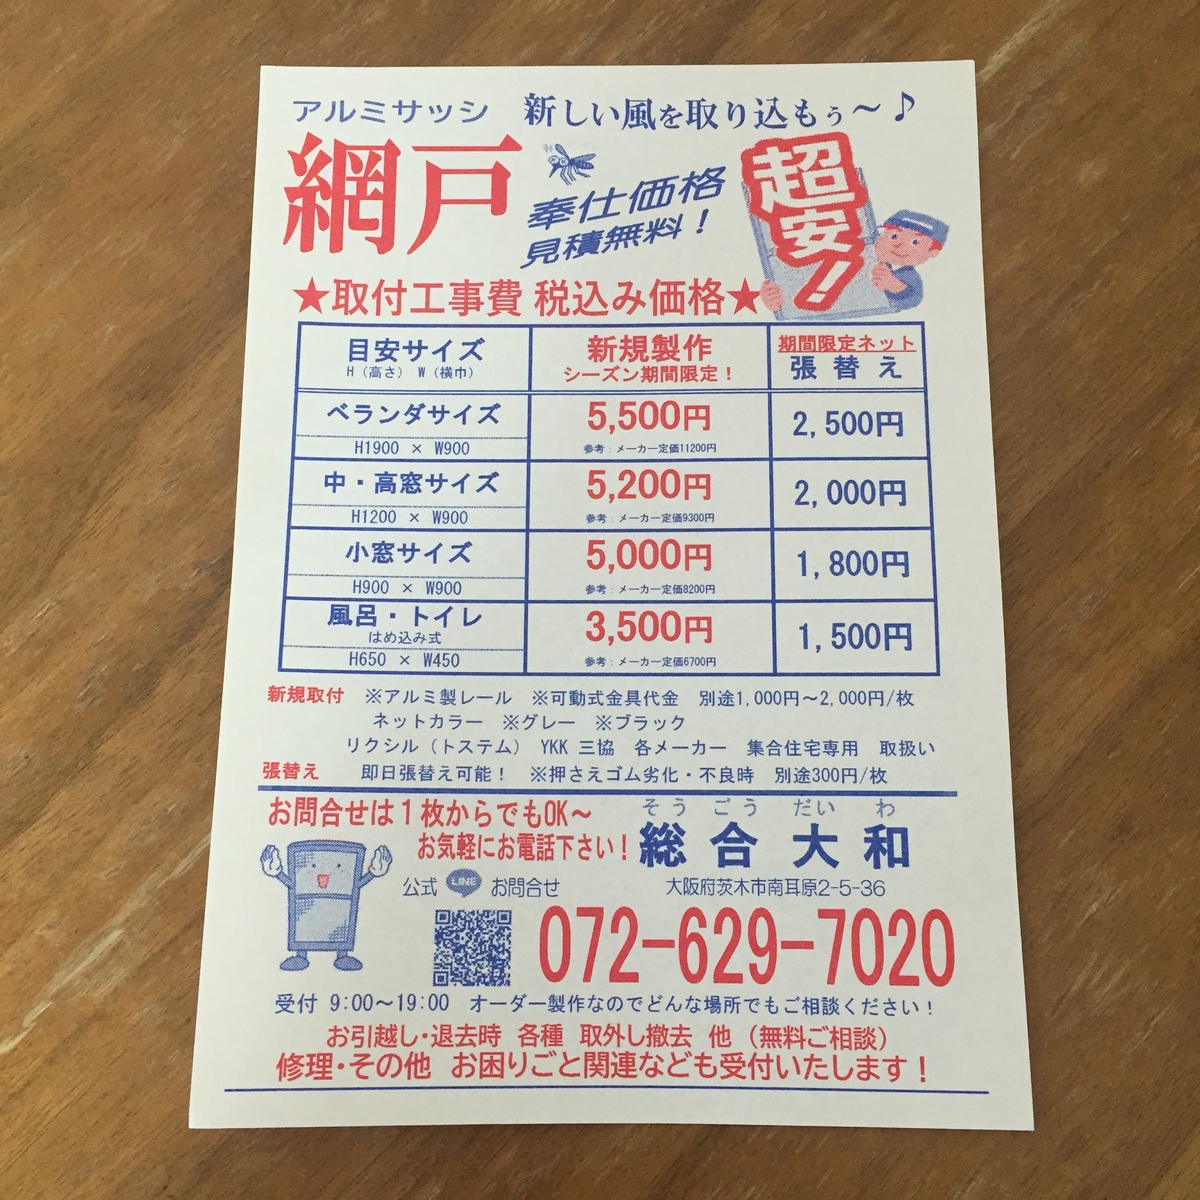 アルミサッシ 新しい風を取り込もぅ～♪
網戸 奉仕価格
見積無料！
超安！
★取付工事費 税込み価格★
目安サイズ 新規製作 期間限定ネット
H（高さ） W（横巾） シーズン期間限定！ 張替え
ベランダサイズ 5,500円 2,500円
H1900 × W900 参考：メーカー定価11200円
中・高窓サイズ 5,200円 2,000円
H1200 × W900 参考：メーカー定価9300円
小窓サイズ 5,000円 1,800円
H900 × W900 参考：メーカー定価8200円
風呂・トイレ 3,500円 1,500円
はめ込み式
H650 × W450 参考：メーカー定価6700円
新規取付 ※アルミ製レール ※可動式金具代金 別途1,000円～2,000円/枚
ネットカラー ※グレー ※ブラック
リクシル（トステム） YKK 三協 各メーカー 集合住宅専用 取扱い
張替え 即日張替え可能！ ※押さえゴム劣化・不良時 別途300円/枚
お問合せは１枚からでもOK～
お気軽にお電話下さい！
そうごう だいわ
総合大和
公式 LINE お問合せ 大阪府茨木市南耳原2-5-36
072-629-7020
受付 9:00～19:00 オーダー製作なのでどんな場所でもご相談ください！
お引越し・退去時 各種 取外し撤去 他（無料ご相談）
修理・その他 お困りごと関連なども受付いたします！